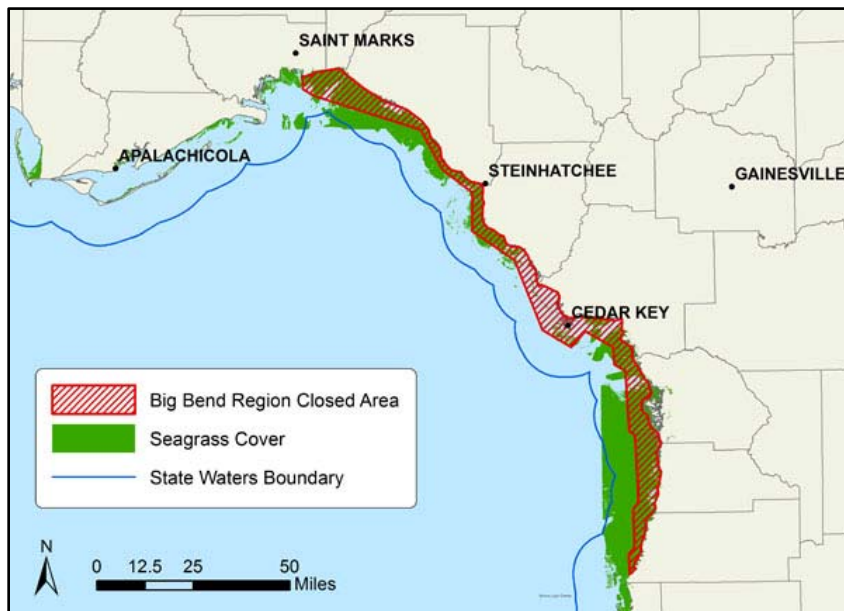 SAINT MARKS
APALACHICOLA
STEINHATCHEE
GAINESVILLE
CEDAR KEY
Big Bend Region Closed Area
Seagrass Cover
State Waters Boundary
N
0 12.5 25 50
Miles